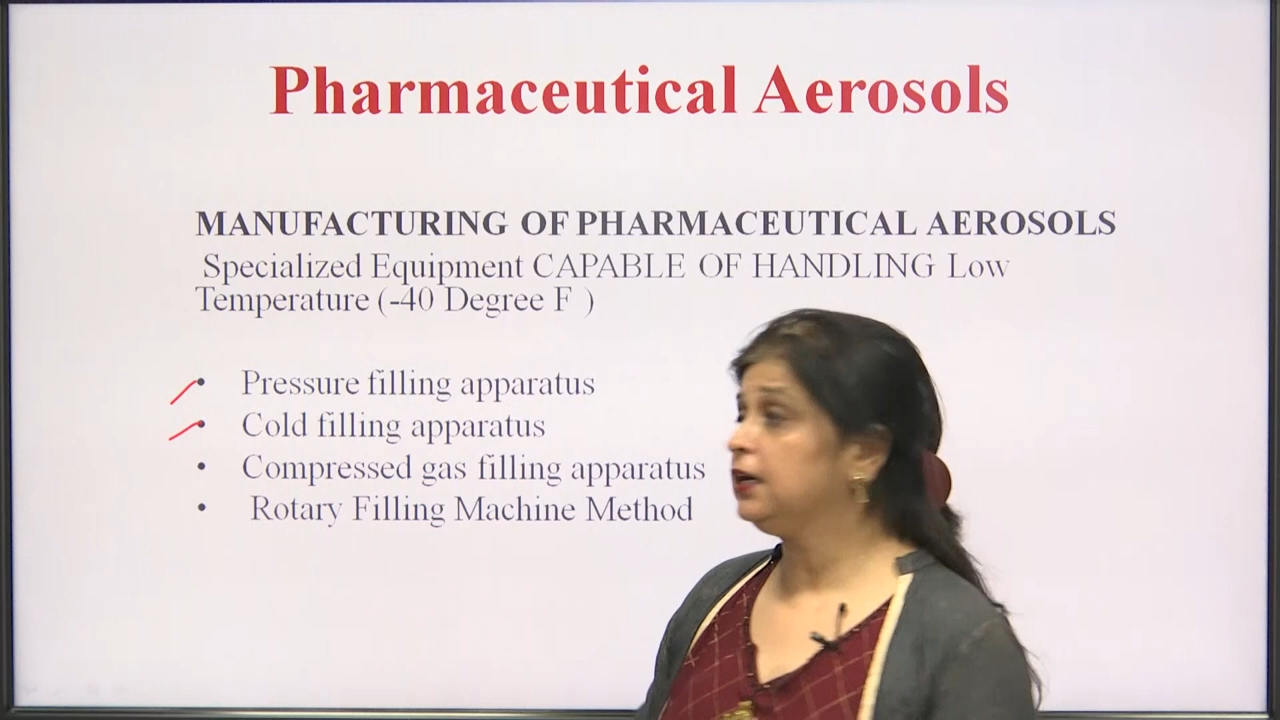 Pharmaceutical Aerosols
MANUFACTURING OF PHARMACEUTICAL AEROSOLS
Specialized Equipment CAPABLE OF HANDLING Low
Temperature (-40 Degree F )
• Pressure filling apparatus
• Cold filling apparatus
• Compressed gas filling apparatus
• Rotary Filling Machine Method